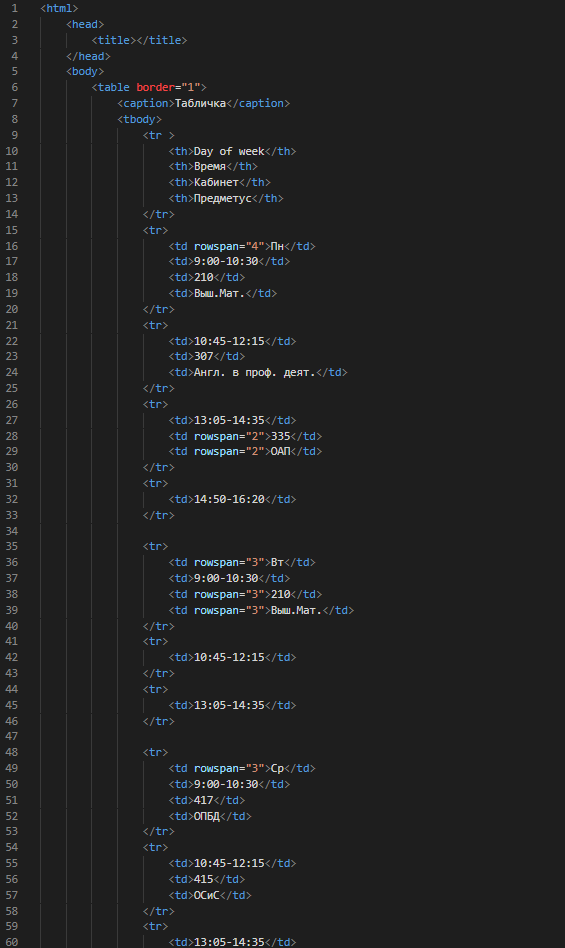 1 <html>
2 <head>
3 <title></title>
4 </head>
5 <body>
6 <table border="1">
7 <caption>Табличка</caption>
8 <tbody>
9 <tr >
10 <th>Day of week</th>
11 <th>Время</th>
12 <th>Кабинет</th>
13 <th>Предметус</th>
14 </tr>
15 <tr>
16 <td rowspan="4">Пн</td>
17 <td>9:00-10:30</td>
18 <td>210</td>
19 <td>Выш.Мат.</td>
20 </tr>
21 <tr>
22 <td>10:45-12:15</td>
23 <td>307</td>
24 <td>Англ. в проф. деят.</td>
25 </tr>
26 <tr>
27 <td>13:05-14:35</td>
28 <td rowspan="2">335</td>
29 <td rowspan="2">ОАП</td>
30 </tr>
31 <tr>
32 <td>14:50-16:20</td>
33 </tr>
34
35 <tr>
36 <td rowspan="3">Вт</td>
37 <td>9:00-10:30</td>
38 <td rowspan="3">210</td>
39 <td rowspan="3">Выш.Мат.</td>
40 </tr>
41 <tr>
42 <td>10:45-12:15</td>
43 </tr>
44 <tr>
45 <td>13:05-14:35</td>
46 </tr>
47
48 <tr>
49 <td rowspan="3">Ср</td>
50 <td>9:00-10:30</td>
51 <td>417</td>
52 <td>ОПБД</td>
53 </tr>
54 <tr>
55 <td>10:45-12:15</td>
56 <td>415</td>
57 <td>ОСиС</td>
58 </tr>
59 <tr>
60 <td>13:05-14:35</td>